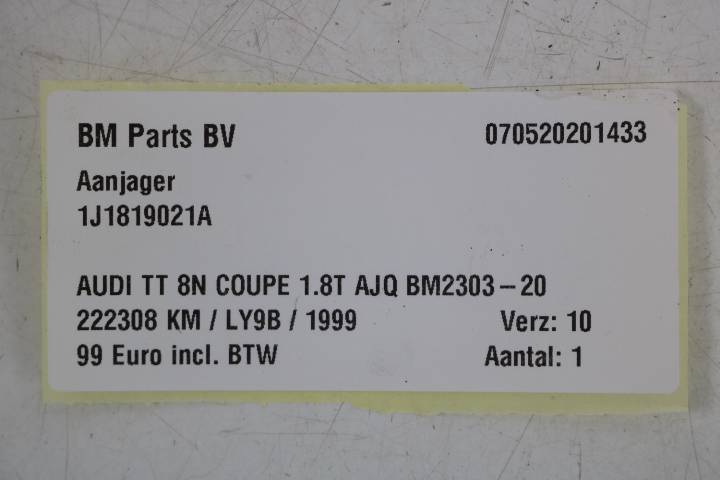 BM Parts BV 070520201433
Aanjager
1J1819021A
AUDI TT 8N COUPE 1.8T AJQ BM2303-20
222308 KM / LY9B / 1999 Verz: 10
99 Euro incl. BTW Aantal: 1